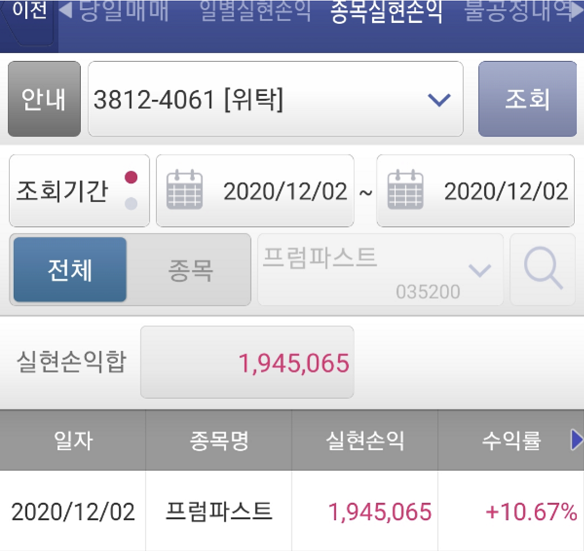 이전 당일매매 일별실현손익 종목실현손익 불공정내역
안내 3812-4061 [위탁] 조회
조회기간 2020/12/02 ~ 2020/12/02
전체 종목 프럼파스트
035200
실현손익합 1,945,065
일자 종목명 실현손익 수익률
2020/12/02 프럼파스트 1,945,065 +10.67%